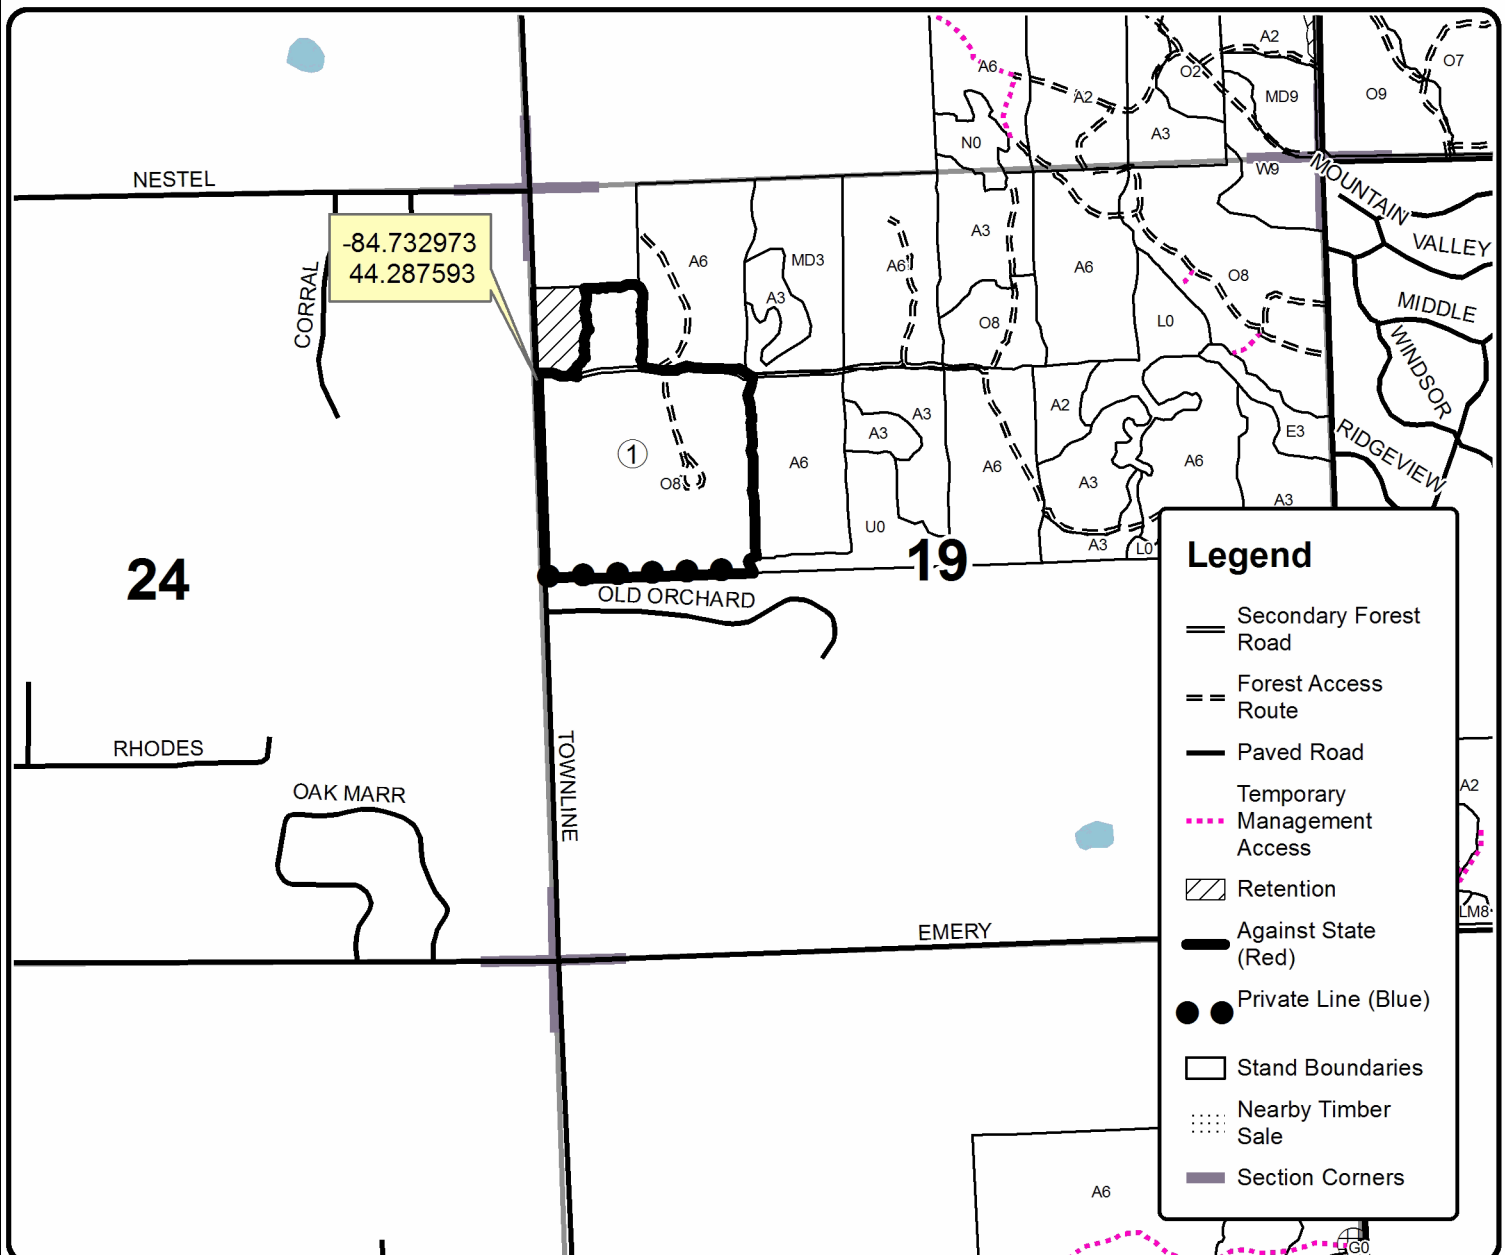 A2
O7
A6
O2
A2
MD9
O9
A3
N0
W9
MOUNTAIN
NESTEL
VALLEY
A3
-84.732973
44.287593
A6
MD3
A6
A6
O8
CORRAL
A3
MIDDLE
O8
L0
WINDSOR
A2
A3
A3
E3
RIDGEVIEW
1
A6
A6
A6
O8
A3
A3
U0
A3
L0
19
24
OLD ORCHARD
Legend
Secondary Forest
Road
Forest Access
Route
Paved Road
Temporary
Management
Access
Retention
Against State
(Red)
Private Line (Blue)
Stand Boundaries
Nearby Timber
Sale
Section Corners
RHODES
TOWNLINE
OAK MARR
A2
LM8
EMERY
A6
G0